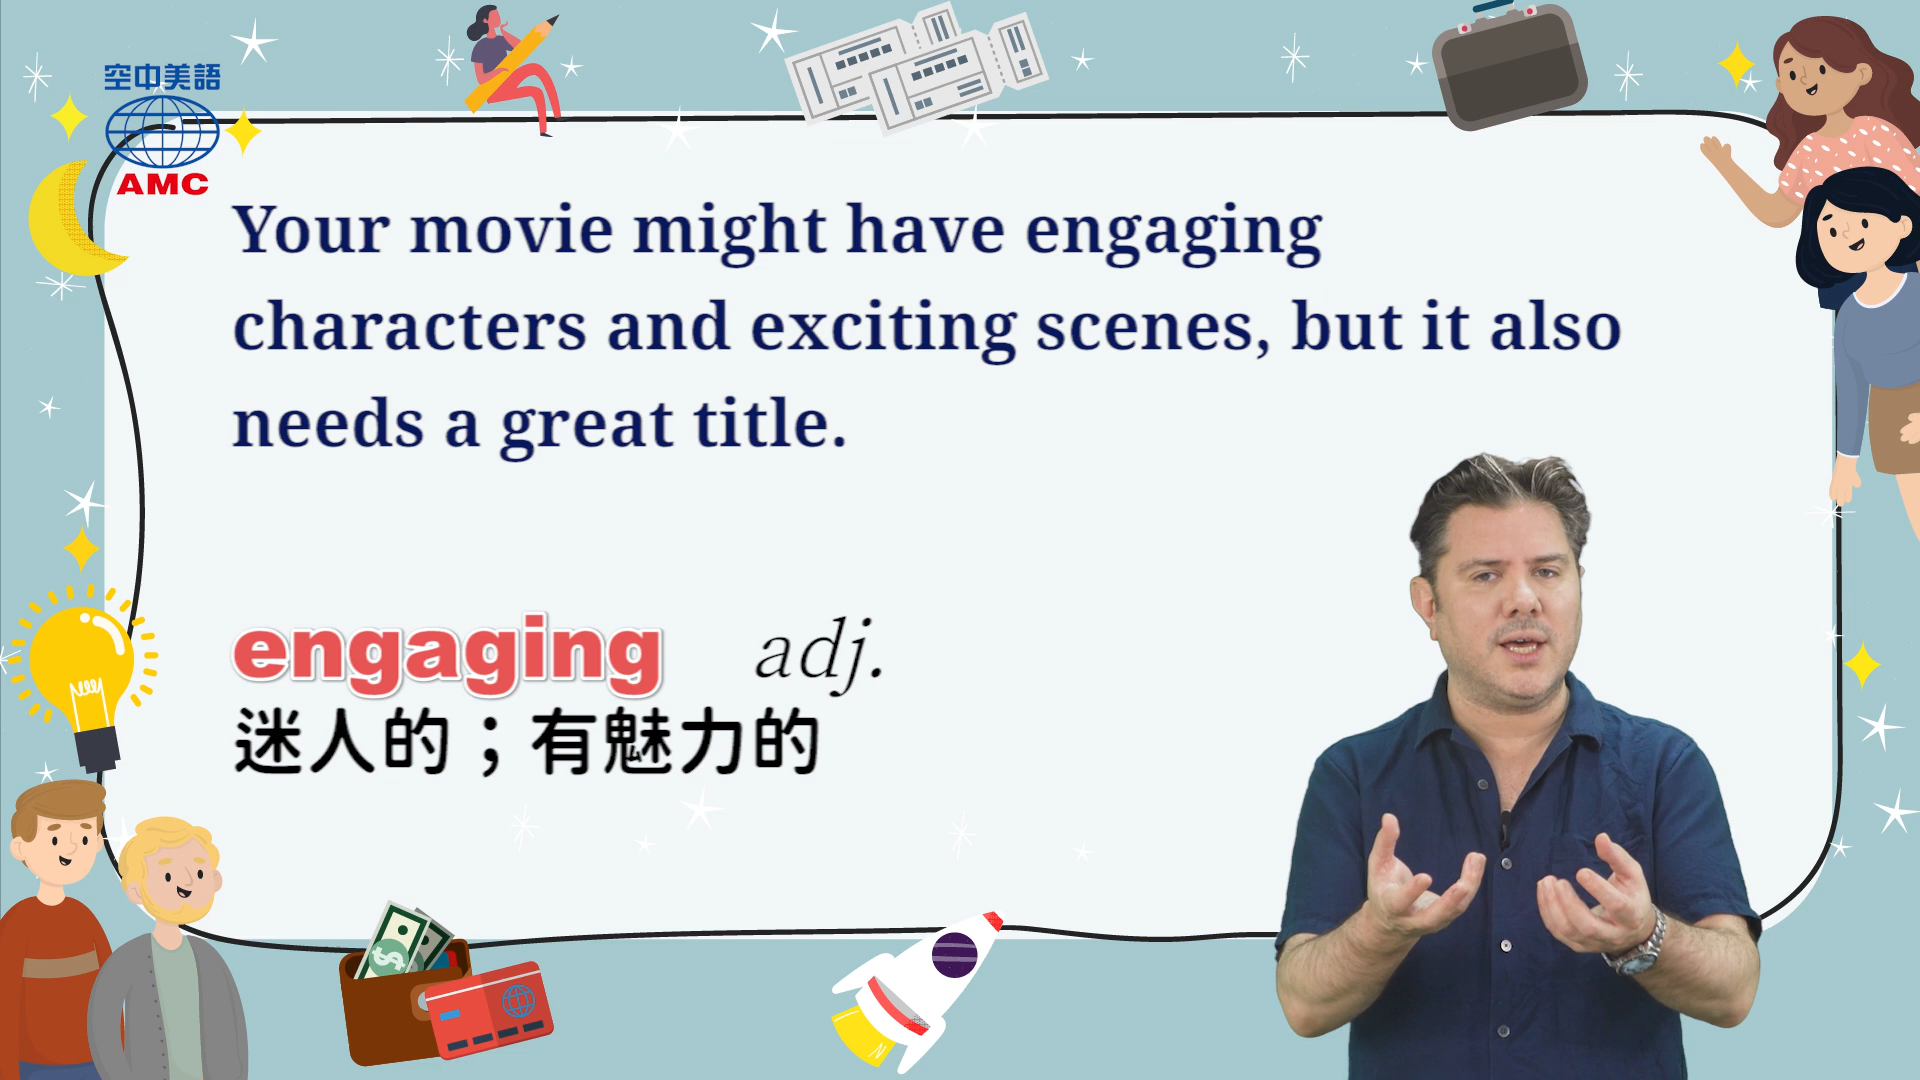 空中美語
AMC
Your movie might have engaging
characters and exciting scenes, but it also
needs a great title.
engaging adj.
迷人的；有魅力的